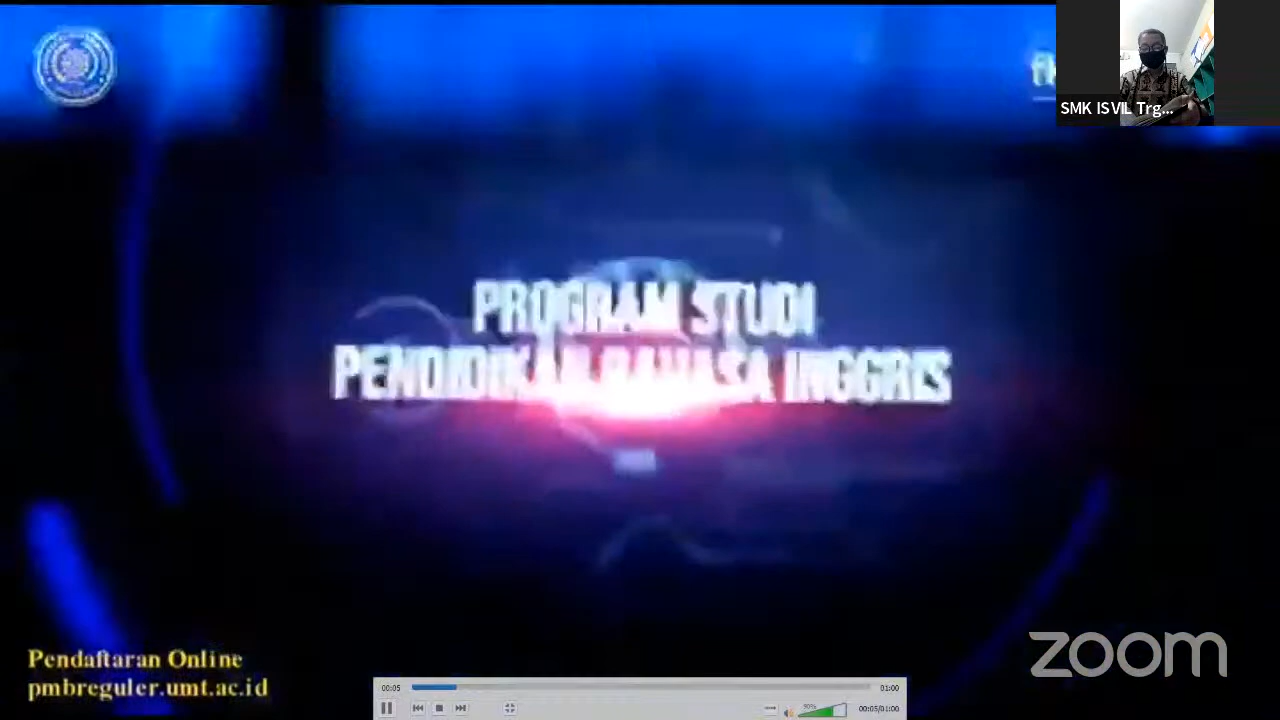 SMK ISVIL Trg...
PROGRAM STUDI
PENDIDIKAN BAHASA INGGRIS
Pendaftaran Online
pmbreguler.umt.ac.id
zoom
00:05
01:00
90%
00:05/01:00